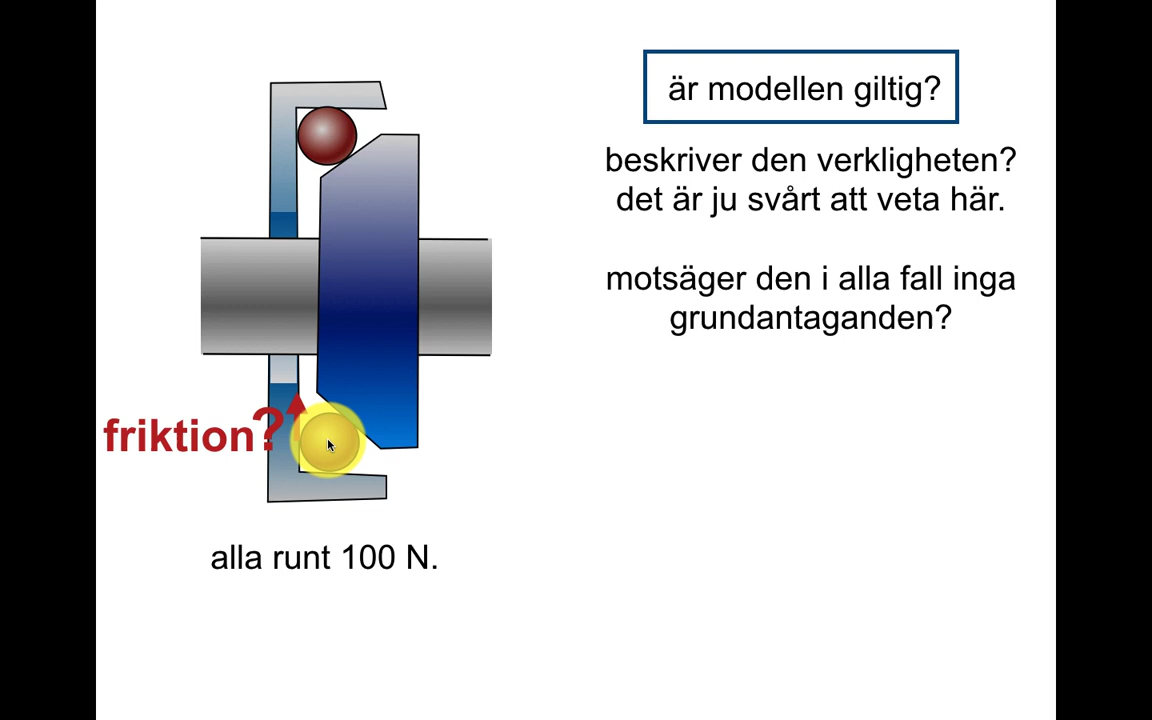 är modellen giltig?
beskriver den verkligheten?
det är ju svårt att veta här.
motsäger den i alla fall inga
grundantaganden?
friktion?
alla runt 100 N.